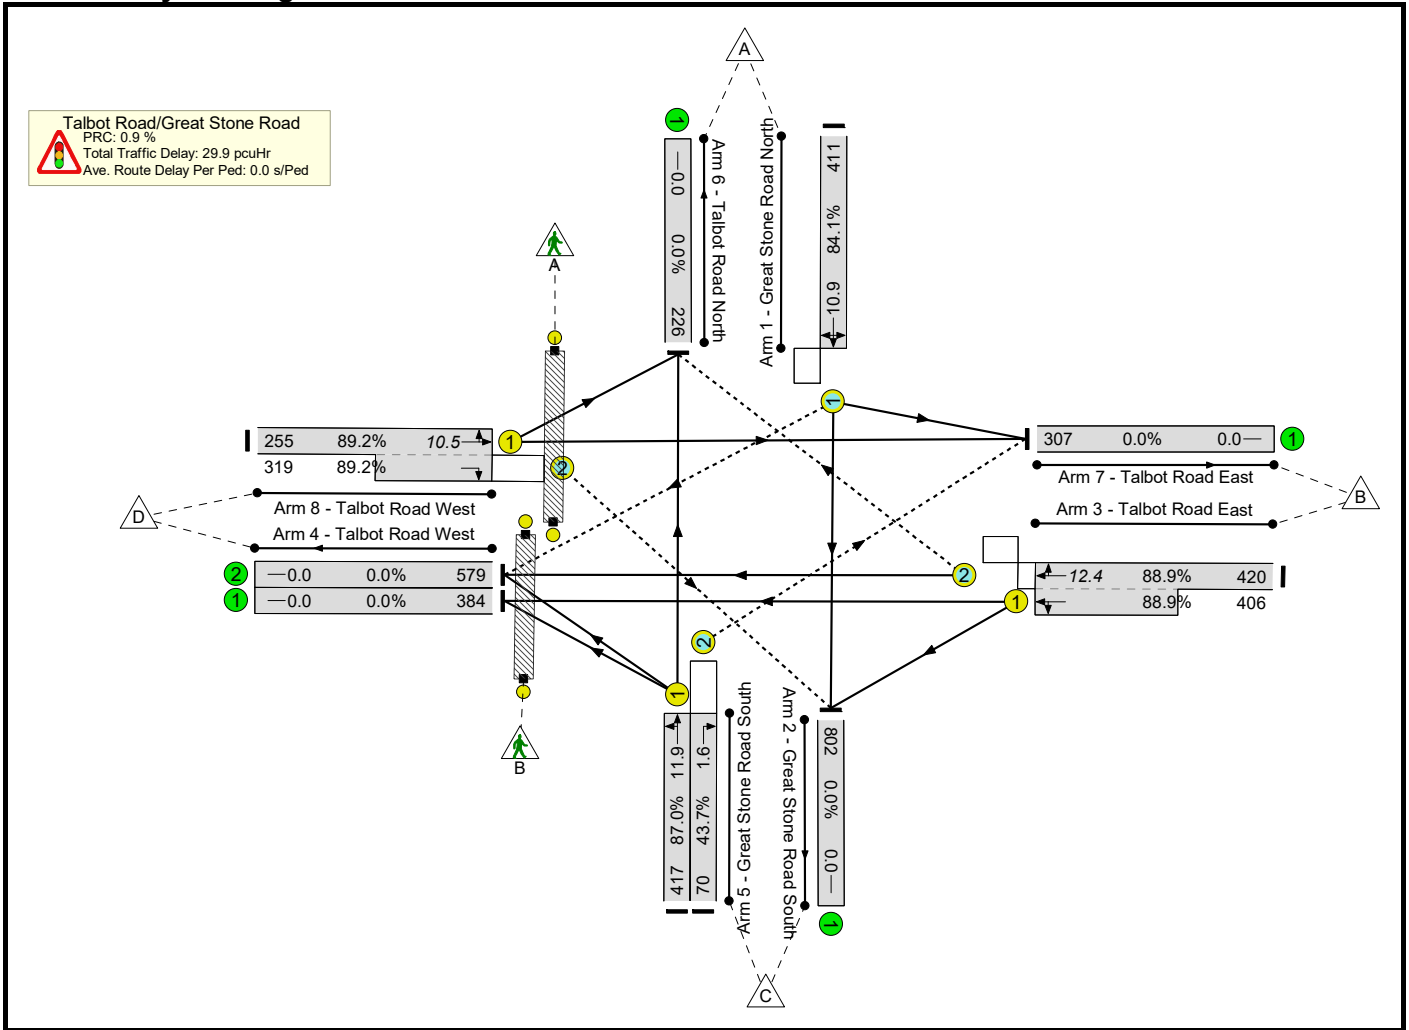 Talbot Road/Great Stone Road
PRC: 0.9 %
Total Traffic Delay: 29.9 pcuHr
Ave. Route Delay Per Ped: 0.0 s/Ped
A
1
0.0 0.0% 226
Arm 6 - Talbot Road North
Arm 1 - Great Stone Road North
411 84.1% 10.9
A
1
255 89.2% 10.5
1
319 89.2%
2
Arm 8 - Talbot Road West
D
Arm 4 - Talbot Road West
2
0.0 0.0% 579
1
0.0 0.0% 384
307 0.0% 0.0
1
Arm 7 - Talbot Road East
B
Arm 3 - Talbot Road East
2
12.4 88.9% 420
1
88.9% 406
2
1
B
417 87.0% 11.9
70 43.7% 1.6
Arm 5 - Great Stone Road South
Arm 2 - Great Stone Road South
802 0.0% 0.0
1
C